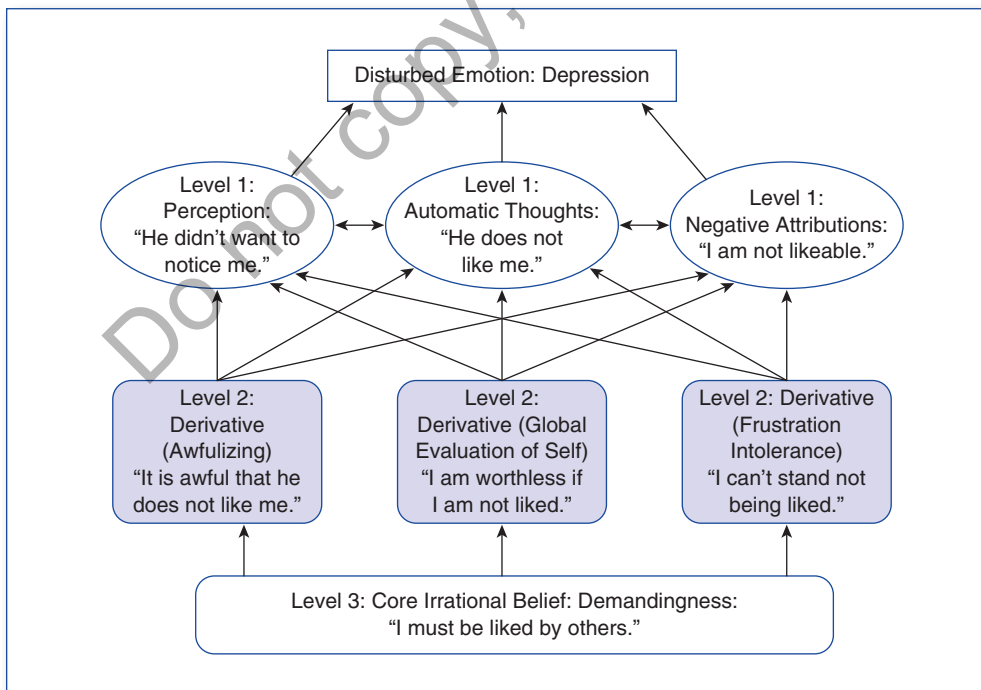 Do not copy,
Disturbed Emotion: Depression
Level 1:
Perception:
“He didn’t want to
notice me.”
Level 1:
Automatic Thoughts:
“He does not
like me.”
Level 1:
Negative Attributions:
“I am not likeable.”
Level 2:
Derivative
(Awfulizing)
“It is awful that he
does not like me.”
Level 2:
Derivative (Global
Evaluation of Self)
“I am worthless if
I am not liked.”
Level 2: Derivative
(Frustration
Intolerance)
“I can’t stand not
being liked.”
Level 3: Core Irrational Belief: Demandingness:
“I must be liked by others.”